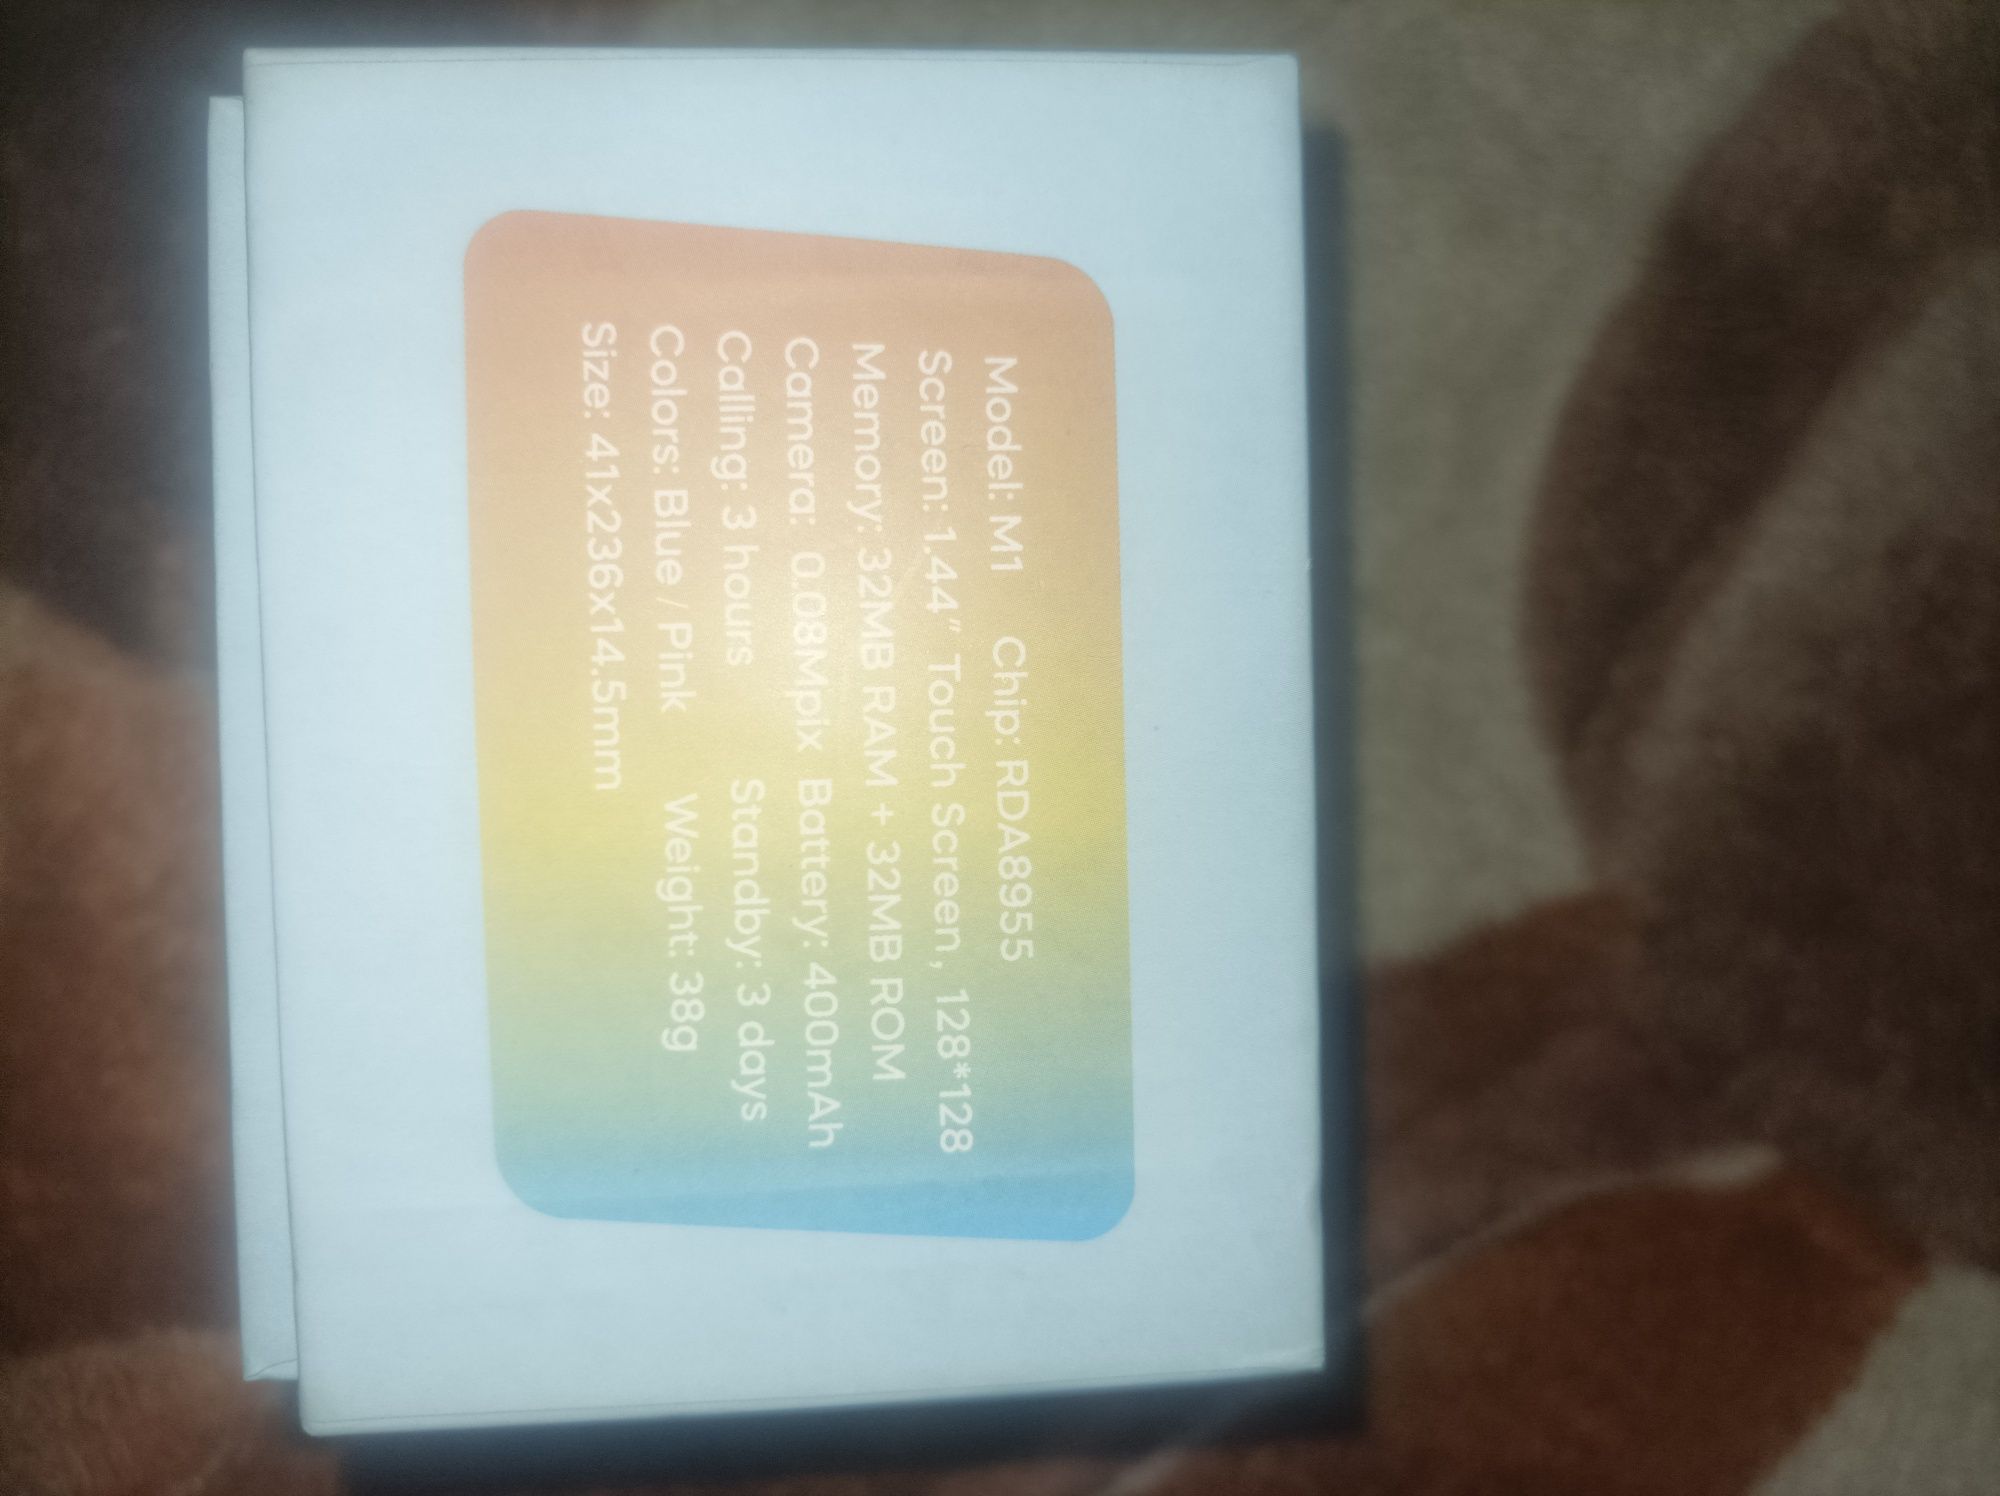 Model: M1 Chip: RDA8955
Screen: 1.44" Touch Screen, 128*128
Memory: 32MB RAM + 32MB ROM
Camera: 0.08Mpix Battery: 400mAh
Calling: 3 hours Standby: 3 days
Colors: Blue / Pink Weight: 38g
Size: 41x236x14.5mm